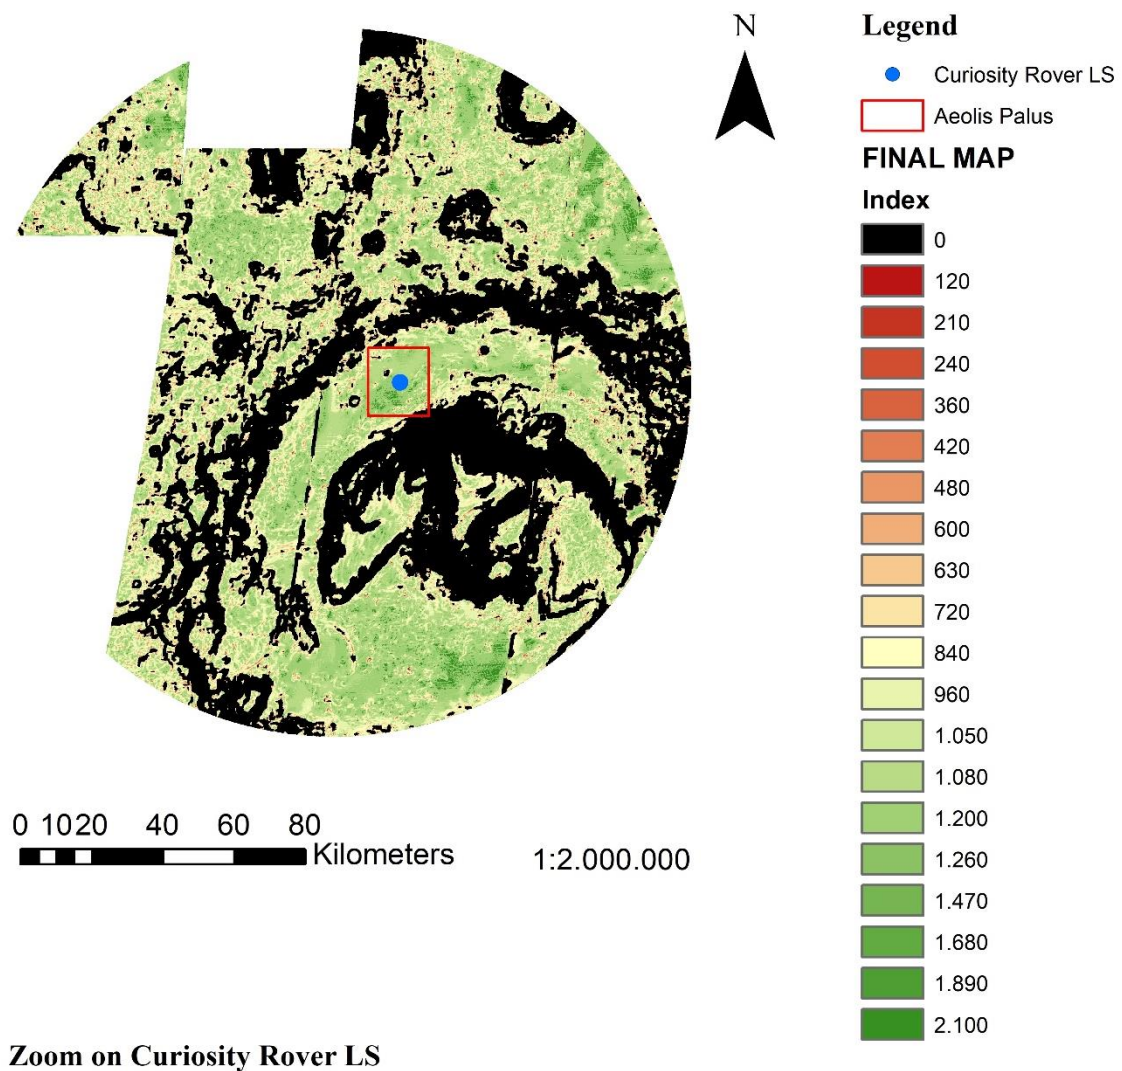 N
Legend
Curiosity Rover LS
Aeolis Palus
FINAL MAP
Index
0
120
210
240
360
420
480
600
630
720
840
960
1.050
1.080
1.200
1.260
1.470
1.680
1.890
2.100
0 10 20 40 60 80
Kilometers
1:2.000.000
Zoom on Curiosity Rover LS